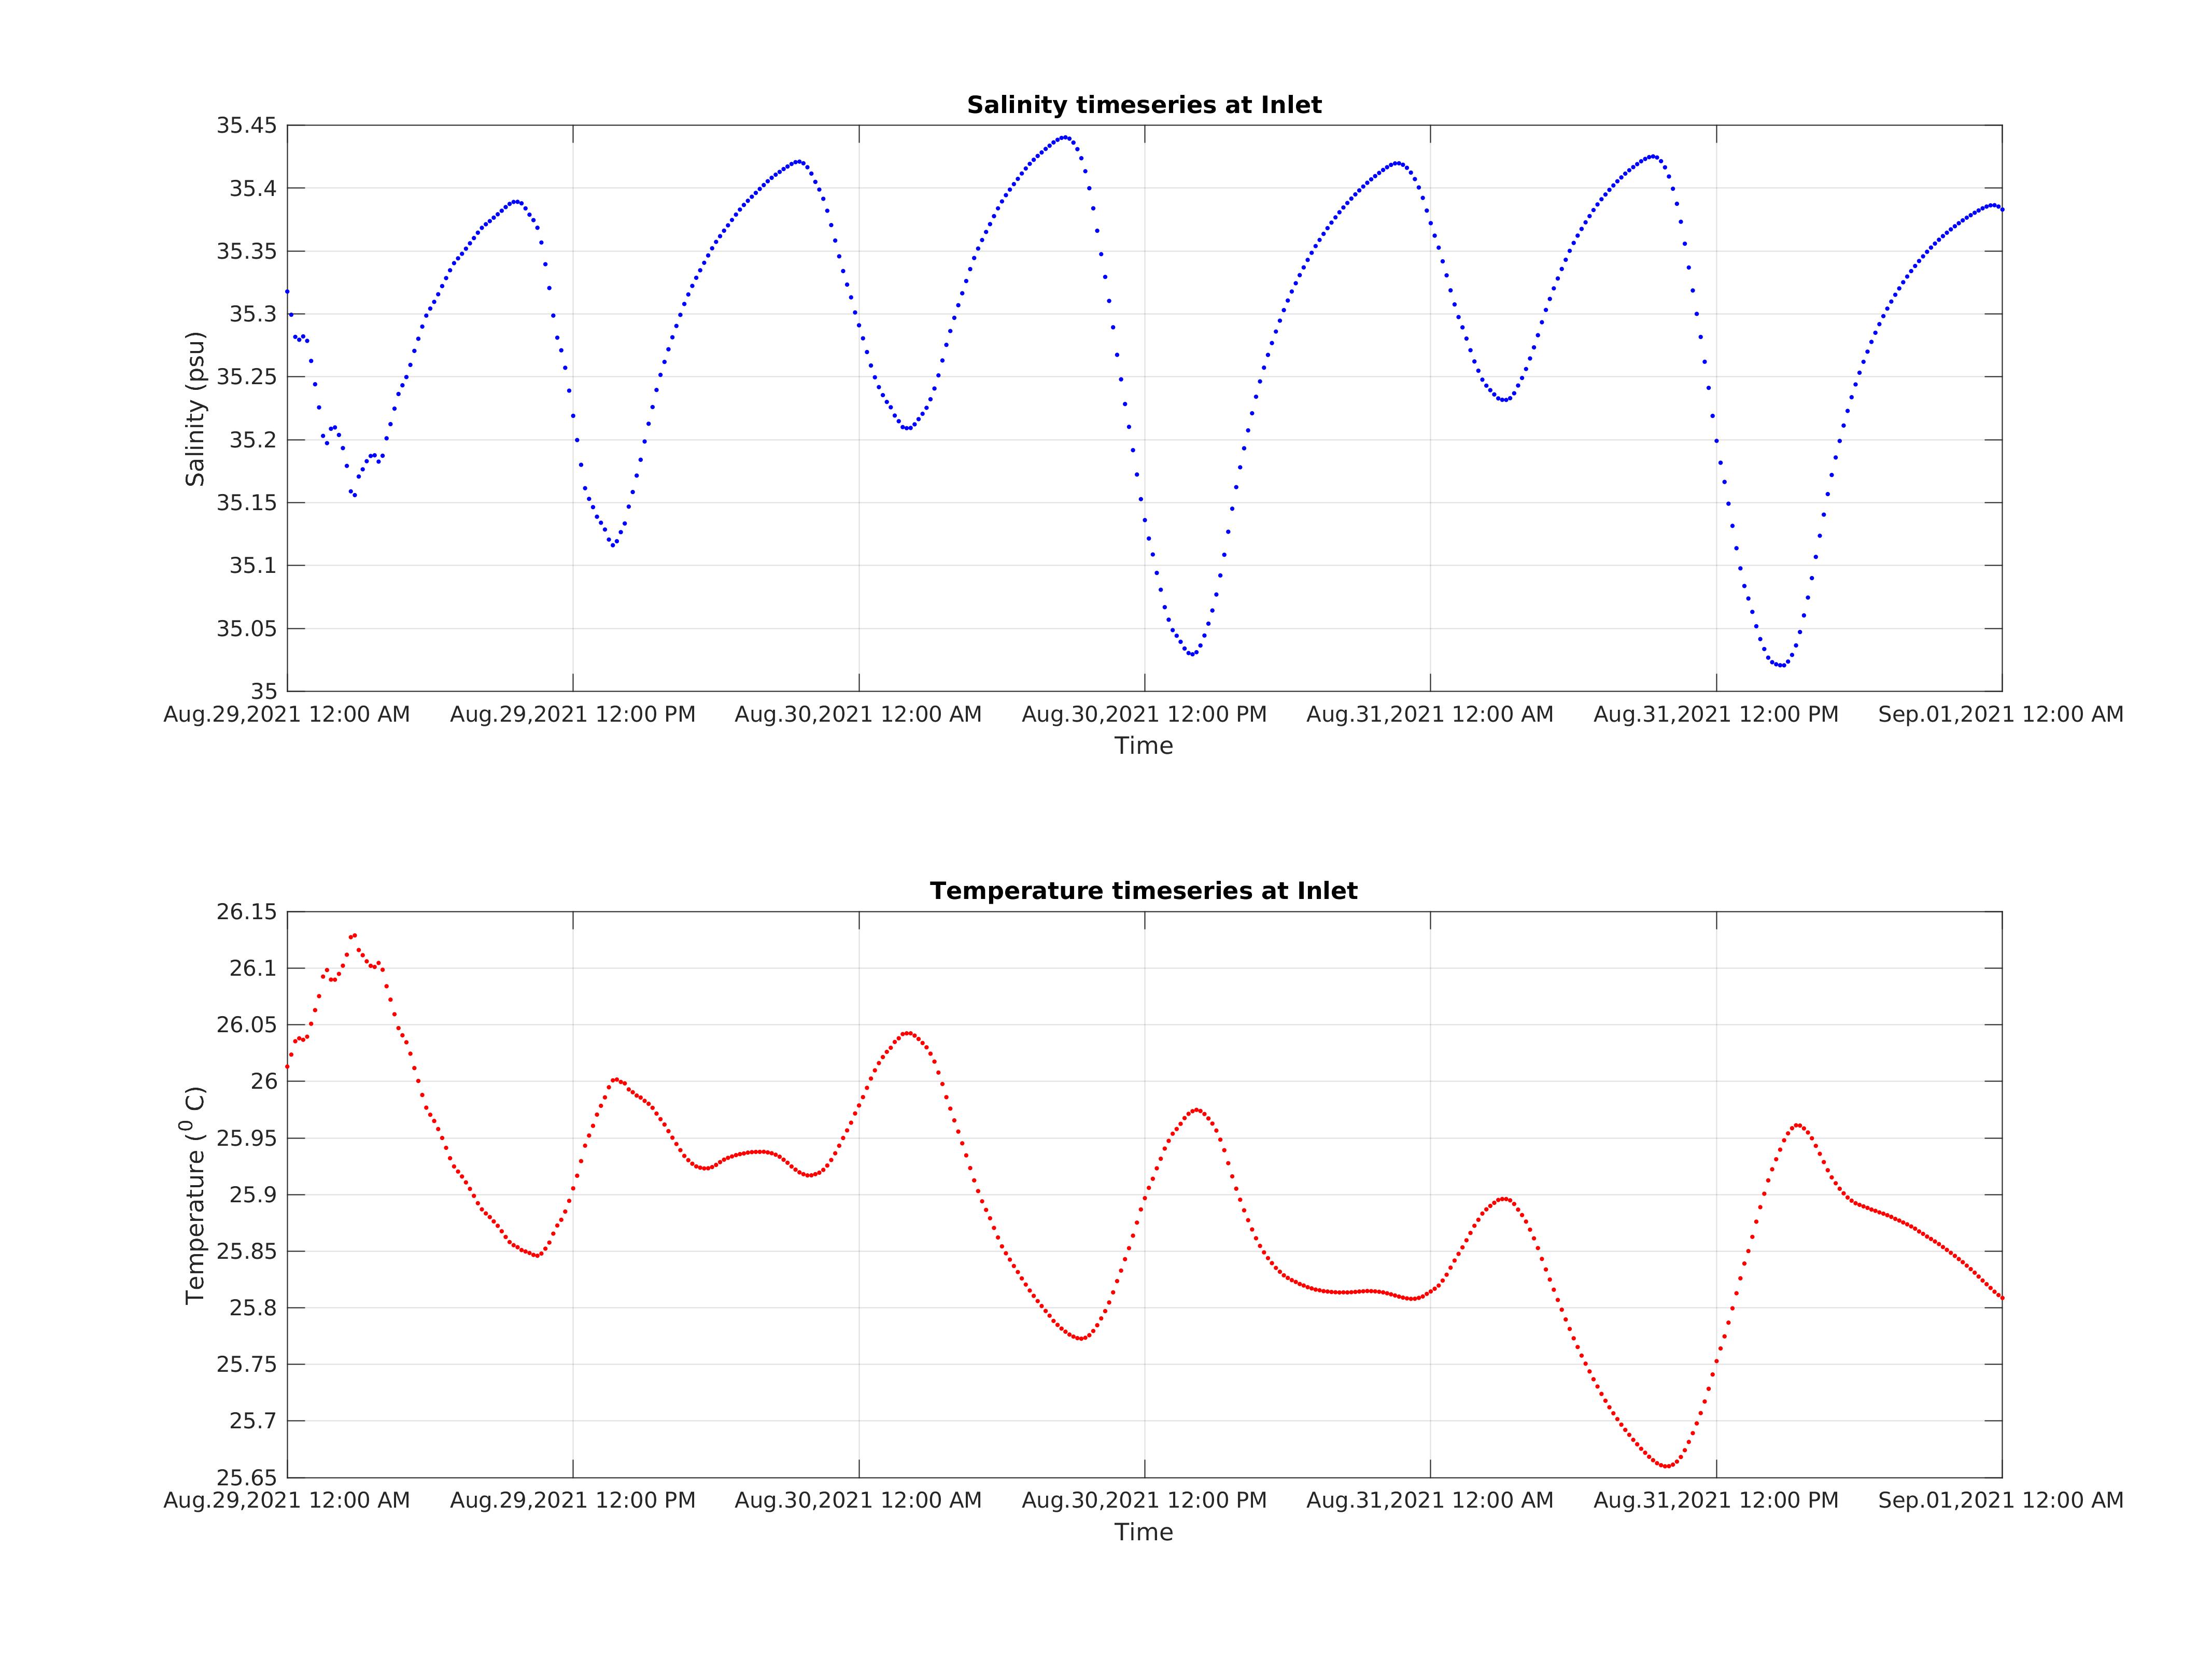 Salinity timeseries at Inlet
35.45
35.4
35.35
35.3
35.25
35.2
35.15
35.1
35.05
35
Salinity (psu)
Aug.29,2021 12:00 AM Aug.29,2021 12:00 PM Aug.30,2021 12:00 AM Aug.30,2021 12:00 PM Aug.31,2021 12:00 AM Aug.31,2021 12:00 PM Sep.01,2021 12:00 AM
Time
Temperature timeseries at Inlet
26.15
26.1
26.05
26
25.95
25.9
25.85
25.8
25.75
25.7
25.65
Temperature (⁰ C)
Aug.29,2021 12:00 AM Aug.29,2021 12:00 PM Aug.30,2021 12:00 AM Aug.30,2021 12:00 PM Aug.31,2021 12:00 AM Aug.31,2021 12:00 PM Sep.01,2021 12:00 AM
Time